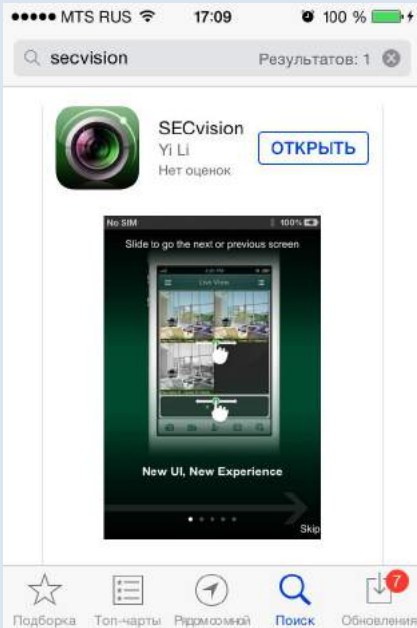 MTS RUS 17:09 100 %
secvision Результатов: 1
SECvision
Yi Li
ОТКРЫТЬ
Нет оценок
No SIM 100%
Slide to go the next or previous screen
Live View
New UI, New Experience
Skip
7
Подборка Топ-чарты Рядом со мной Поиск Обновления